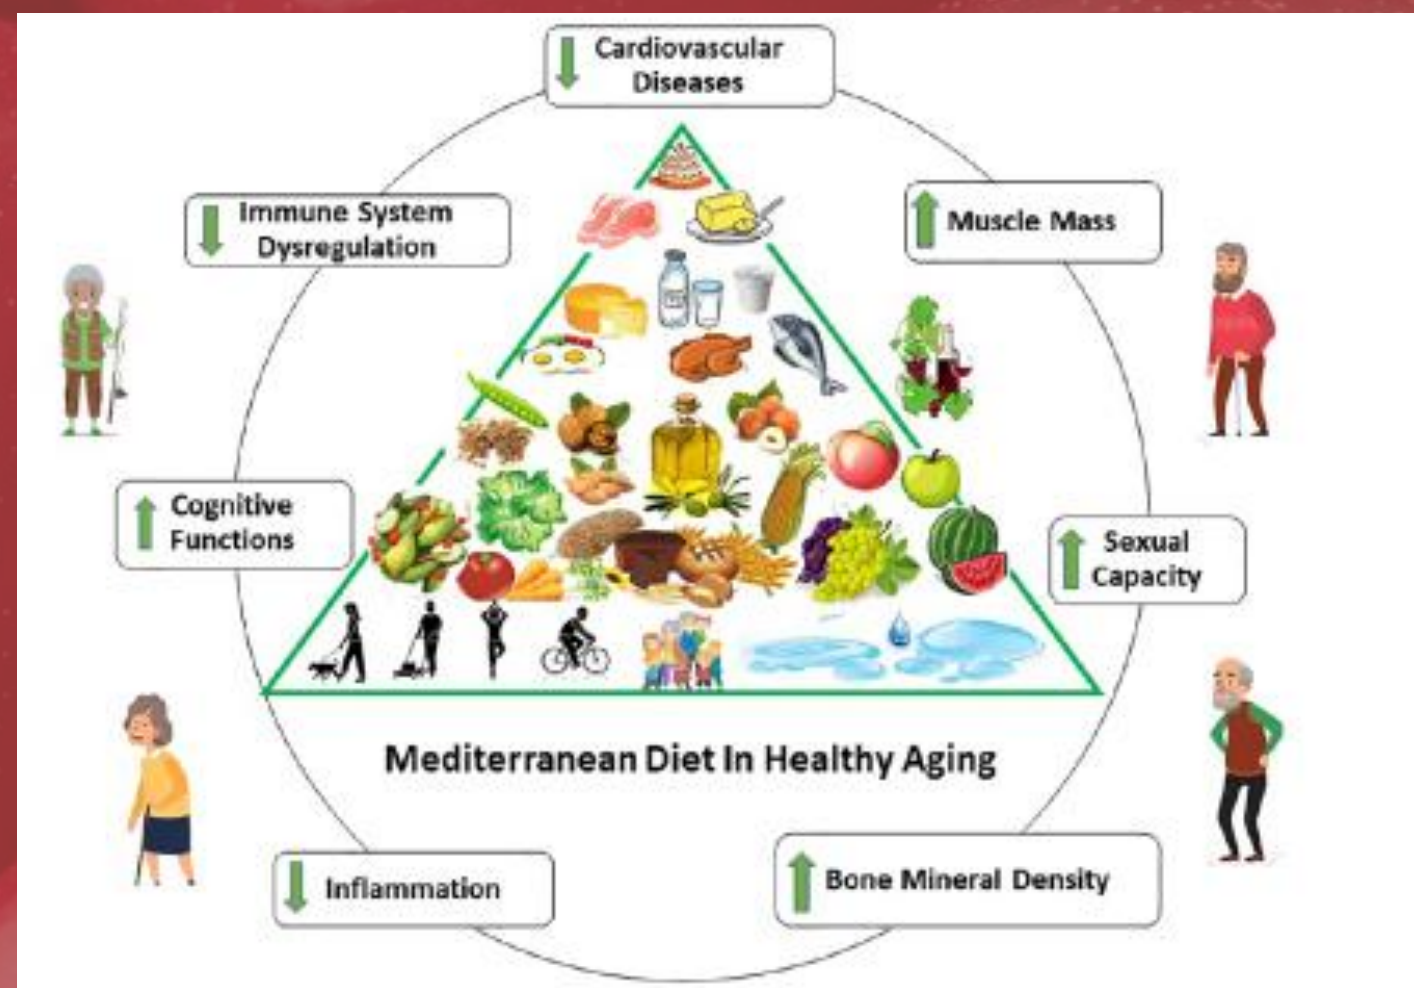 Cardiovascular
Diseases
Immune System
Dysregulation
Muscle Mass
Cognitive
Functions
Sexual
Capacity
Mediterranean Diet In Healthy Aging
Inflammation
Bone Mineral Density